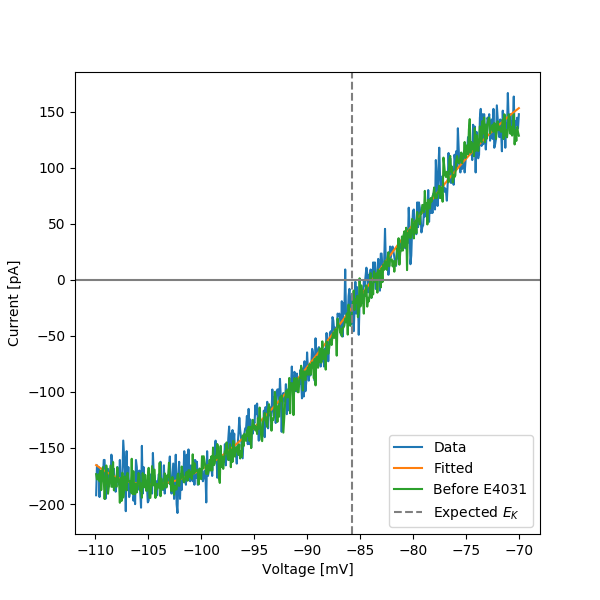 150
100
50
0
−50
−100
−150
−200
Current [pA]
Data
Fitted
Before E4031
Expected E_K
−110 −105 −100 −95 −90 −85 −80 −75 −70
Voltage [mV]